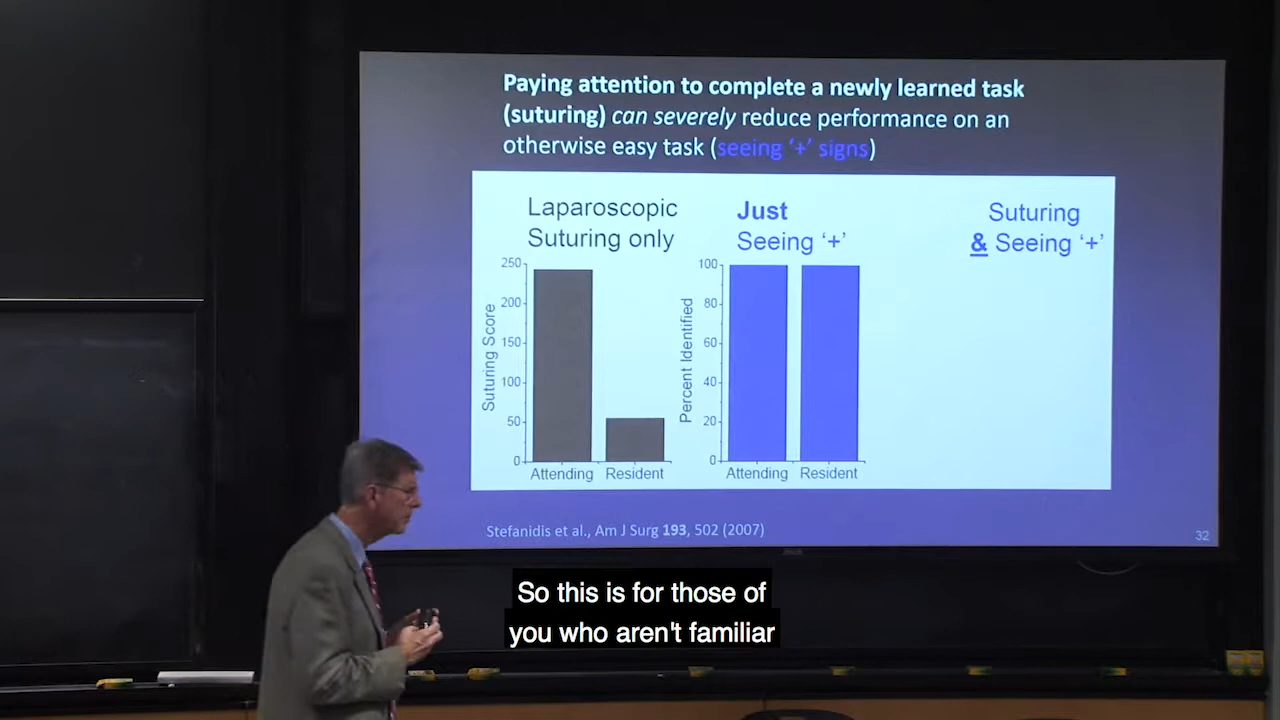 Paying attention to complete a newly learned task
(suturing) can severely reduce performance on an
otherwise easy task (seeing '+' signs)
Laparoscopic
Suturing only
Suturing Score
250
200
150
100
50
0
Attending Resident
Just
Seeing '+'
Percent Identified
100
80
60
40
20
0
Attending Resident
Suturing
& Seeing '+'
Stefanidis et al., Am J Surg 193, 502 (2007)
32
So this is for those of
you who aren't familiar